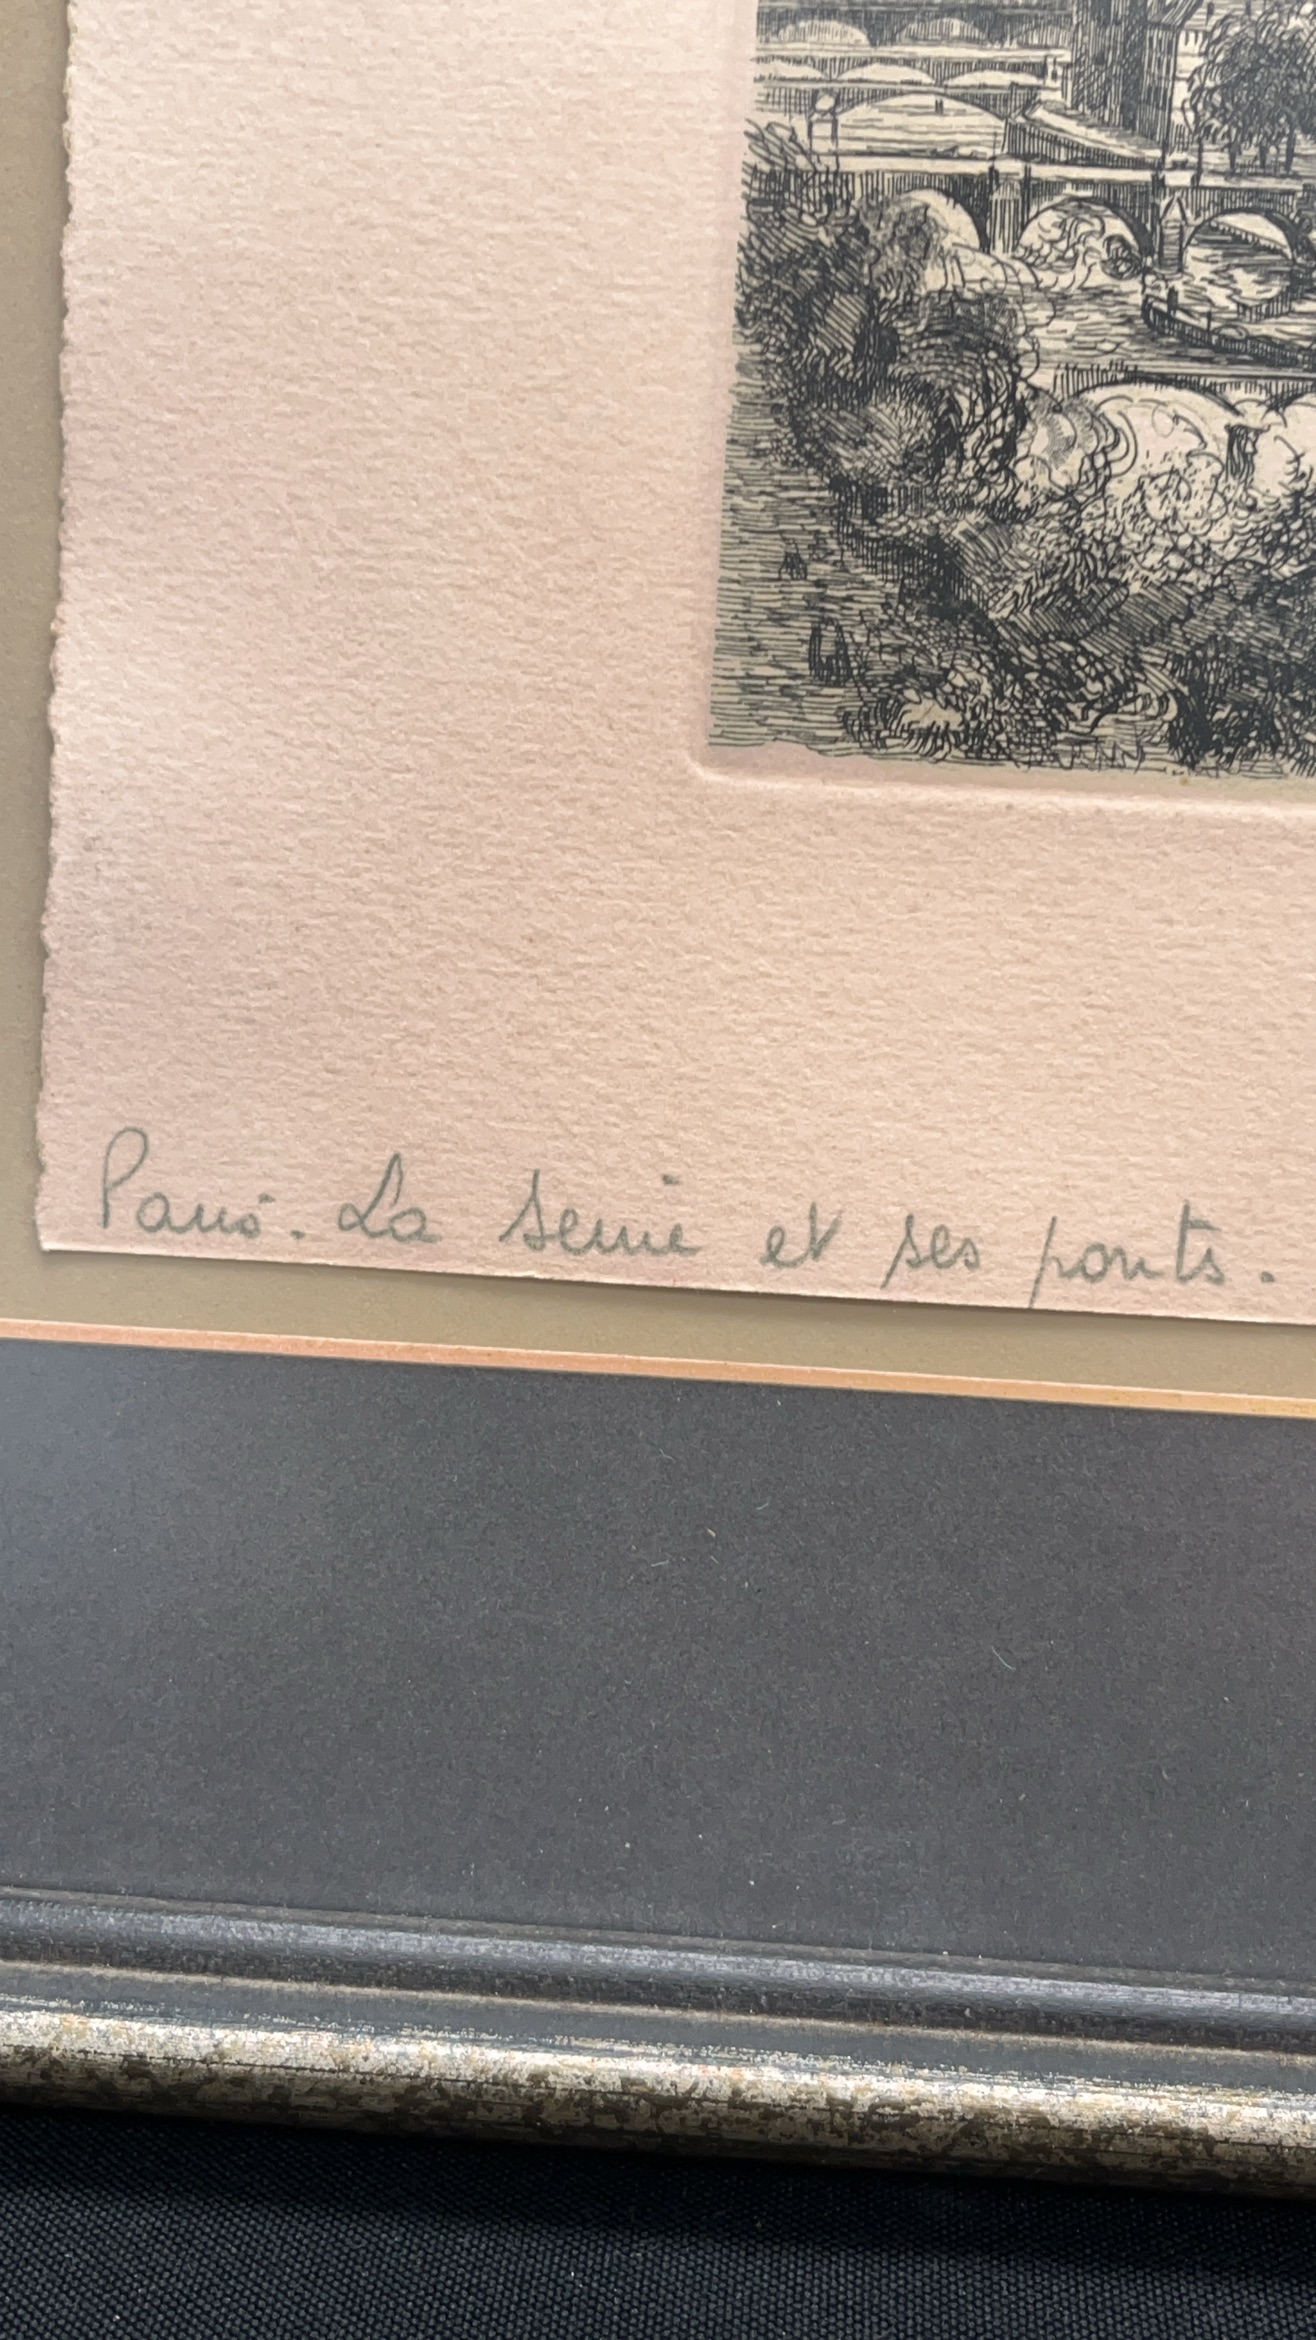 Paris. La Seine et ses ponts.